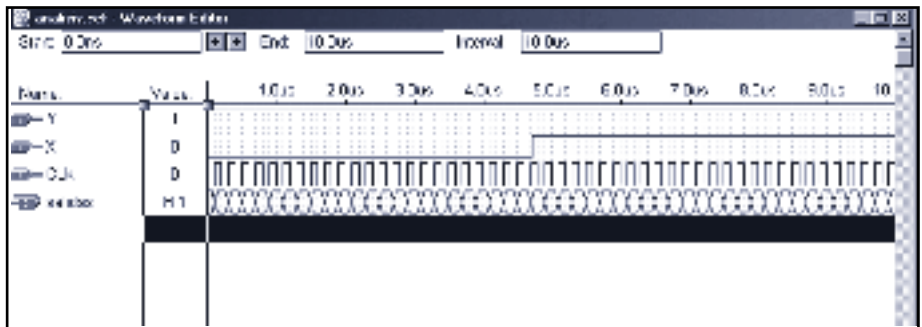 Waveform Editor
Start: 0.0ns End: 10.0us Interval: 10.0us
Name: Value: 1.0us 2.0us 3.0us 4.0us 5.0us 6.0us 7.0us 8.0us 9.0us 10
Y 1
X 0
CLK 0
H1